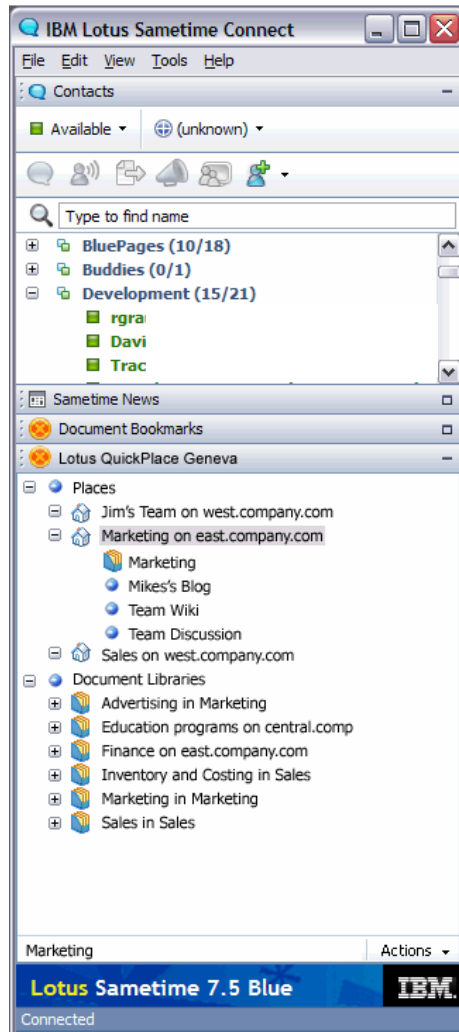 IBM Lotus Sametime Connect
File Edit View Tools Help
Contacts
Available (unknown)
Type to find name
BluePages (10/18)
Buddies (0/1)
Development (15/21)
rgra
Davi
Trac
Sametime News
Document Bookmarks
Lotus QuickPlace Geneva
Places
Jim's Team on west.company.com
Marketing on east.company.com
Marketing
Mikes's Blog
Team Wiki
Team Discussion
Sales on west.company.com
Document Libraries
Advertising in Marketing
Education programs on central.comp
Finance on east.company.com
Inventory and Costing in Sales
Marketing in Marketing
Sales in Sales
Marketing Actions
Lotus Sametime 7.5 Blue IBM.
Connected